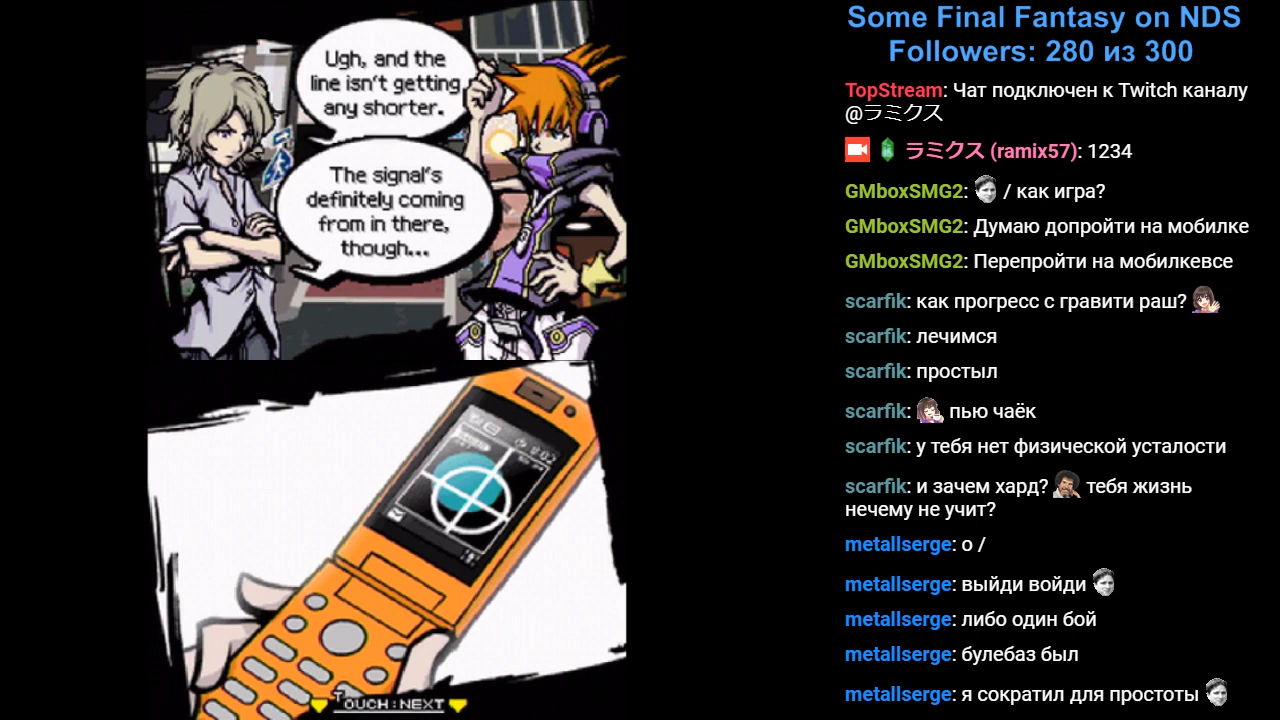 Ugh, and the
line isn't getting
any shorter.
The signal's
definitely coming
from in there,
though...
TOUCH:NEXT
Some Final Fantasy on NDS
Followers: 280 из 300
TopStream: Чат подключен к Twitch каналу
@ラミクス
ラミクス (ramix57): 1234
GMboxSMG2: / как игра?
GMboxSMG2: Думаю допройти на мобилке
GMboxSMG2: Перепройти на мобилкевсе
scarfik: как прогресс с гравити раш?
scarfik: лечимся
scarfik: простыл
scarfik: пью чаёк
scarfik: у тебя нет физической усталости
scarfik: и зачем хард? тебя жизнь
нечему не учит?
metallserge: о /
metallserge: выйди войди
metallserge: либо один бой
metallserge: булебаз был
metallserge: я сократил для простоты